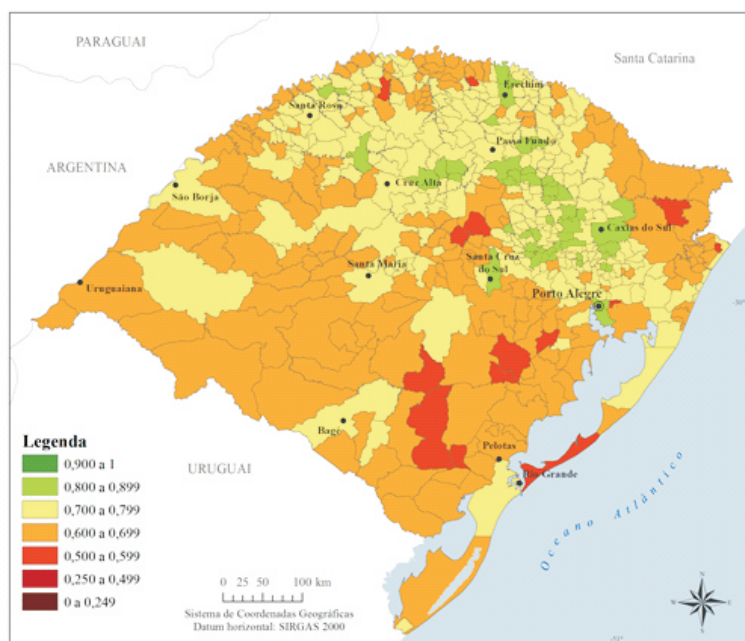 PARAGUAI
Santa Catarina
Erechim
Santa Rosa
Passo Fundo
ARGENTINA
São Borja
Cruz Alta
Caxias do Sul
Santa Maria
Santa Cruz
do Sul
Uruguaiana
Porto Alegre
-30°
Bagé
Legenda
0,900 a 1
0,800 a 0,899
0,700 a 0,799
0,600 a 0,699
0,500 a 0,599
0,250 a 0,499
0 a 0,249
URUGUAI
Pelotas
Rio Grande
Oceano Atlântico
0 25 50 100 km
Sistema de Coordenadas Geográficas
Datum horizontal: SIRGAS 2000
N
W
E
S